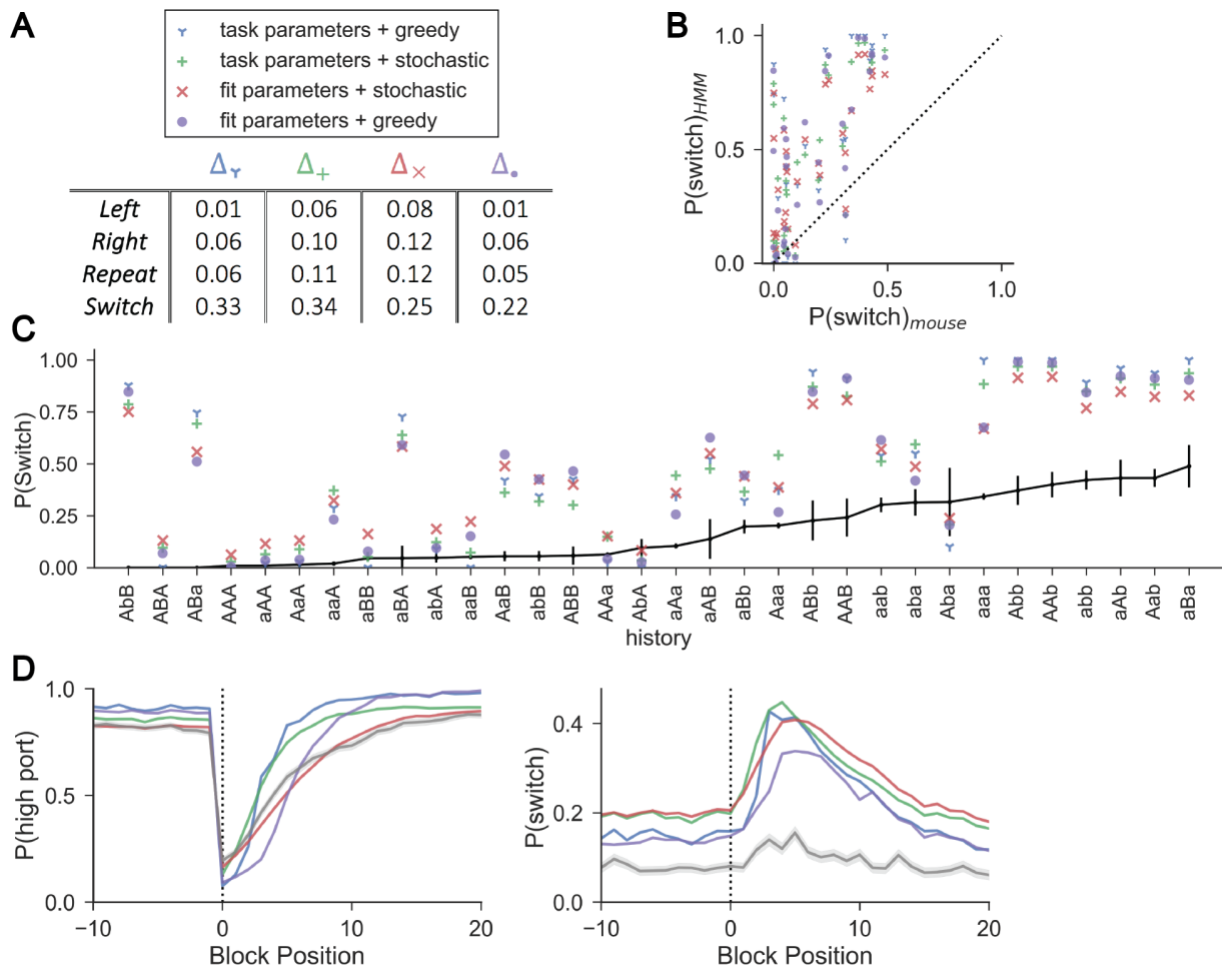 A
task parameters + greedy
task parameters + stochastic
fit parameters + stochastic
fit parameters + greedy
Δ Δ+ Δ× Δ•
Left 0.01 0.06 0.08 0.01
Right 0.06 0.10 0.12 0.06
Repeat 0.06 0.11 0.12 0.05
Switch 0.33 0.34 0.25 0.22
B
P(switch)HMM
1.0
0.5
0.0
0.0 0.5 1.0
P(switch)mouse
C
P(Switch)
1.00
0.75
0.50
0.25
0.00
AbB ABA ABa AAA aAA AaA aaA aBB aBA abA aaB AaB abB ABB AAa AbA aAa aAB aBb Aaa ABb AAB aab aba Aba aaa Abb AAb abb aAb Aab aBa
history
D
P(high port)
1.0
0.5
0.0
−10 0 10 20
Block Position
P(switch)
0.4
0.2
0.0
−10 0 10 20
Block Position